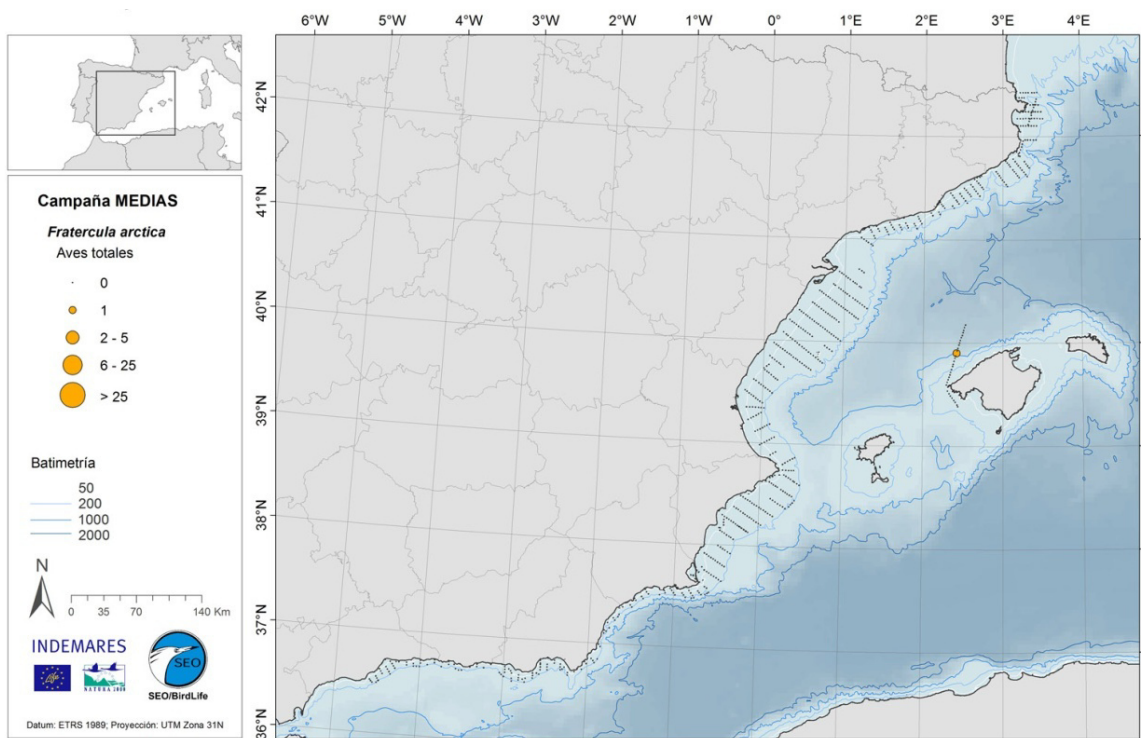 6°W 5°W 4°W 3°W 2°W 1°W 0° 1°E 2°E 3°E 4°E
42°N
41°N
40°N
39°N
38°N
37°N
36°N
Campaña MEDIAS
Fratercula arctica
Aves totales
0
1
2 - 5
6 - 25
> 25
Batimetría
50
200
1000
2000
N
0 35 70 140 Km
INDEMARES
SEO
NATURA 2000
SEO/BirdLife
Datum: ETRS 1989; Proyección: UTM Zona 31N